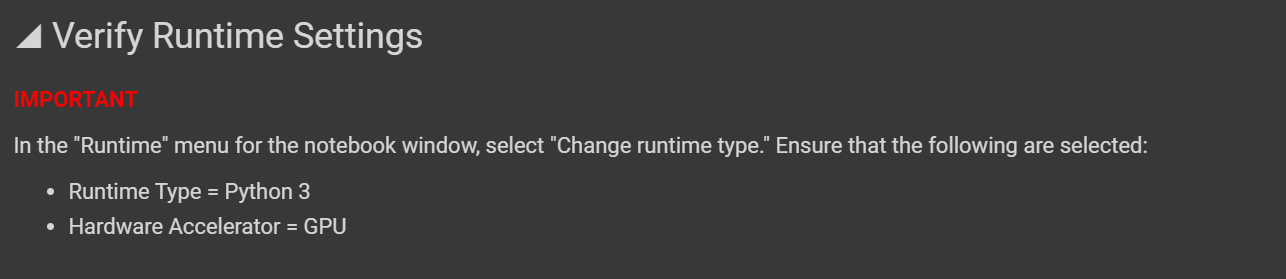 Verify Runtime Settings
IMPORTANT
In the "Runtime" menu for the notebook window, select "Change runtime type." Ensure that the following are selected:
• Runtime Type = Python 3
• Hardware Accelerator = GPU